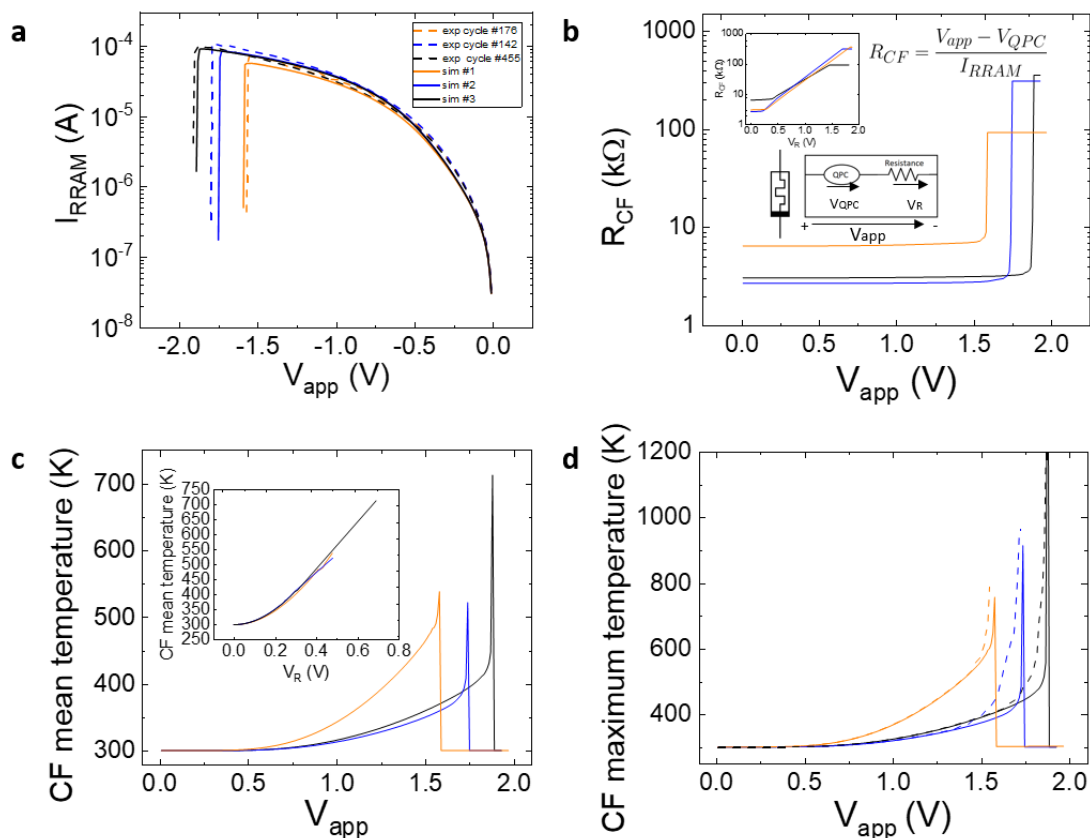 a
I_RRAM (A)
10^-4
10^-5
10^-6
10^-7
10^-8
exp cycle #176
exp cycle #142
exp cycle #455
sim #1
sim #2
sim #3
-2.0 -1.5 -1.0 -0.5 0.0
V_app (V)
b
R_CF (kΩ)
1000
100
10
1
R_CF (kΩ)
1000
100
10
1
0.0 0.5 1.0 1.5 2.0
V_R (V)
R_CF = (V_app − V_QPC) / I_RRAM
QPC
Resistance
V_QPC
V_R
+ Vapp -
0.0 0.5 1.0 1.5 2.0
V_app (V)
c
CF mean temperature (K)
700
600
500
400
300
CF mean temperature (K)
750
700
650
600
550
500
450
400
350
300
250
0.0 0.2 0.4 0.6 0.8
V_R (V)
0.0 0.5 1.0 1.5 2.0
V_app
d
CF maximum temperature (K)
1200
1000
800
600
400
0.0 0.5 1.0 1.5 2.0
V_app (V)